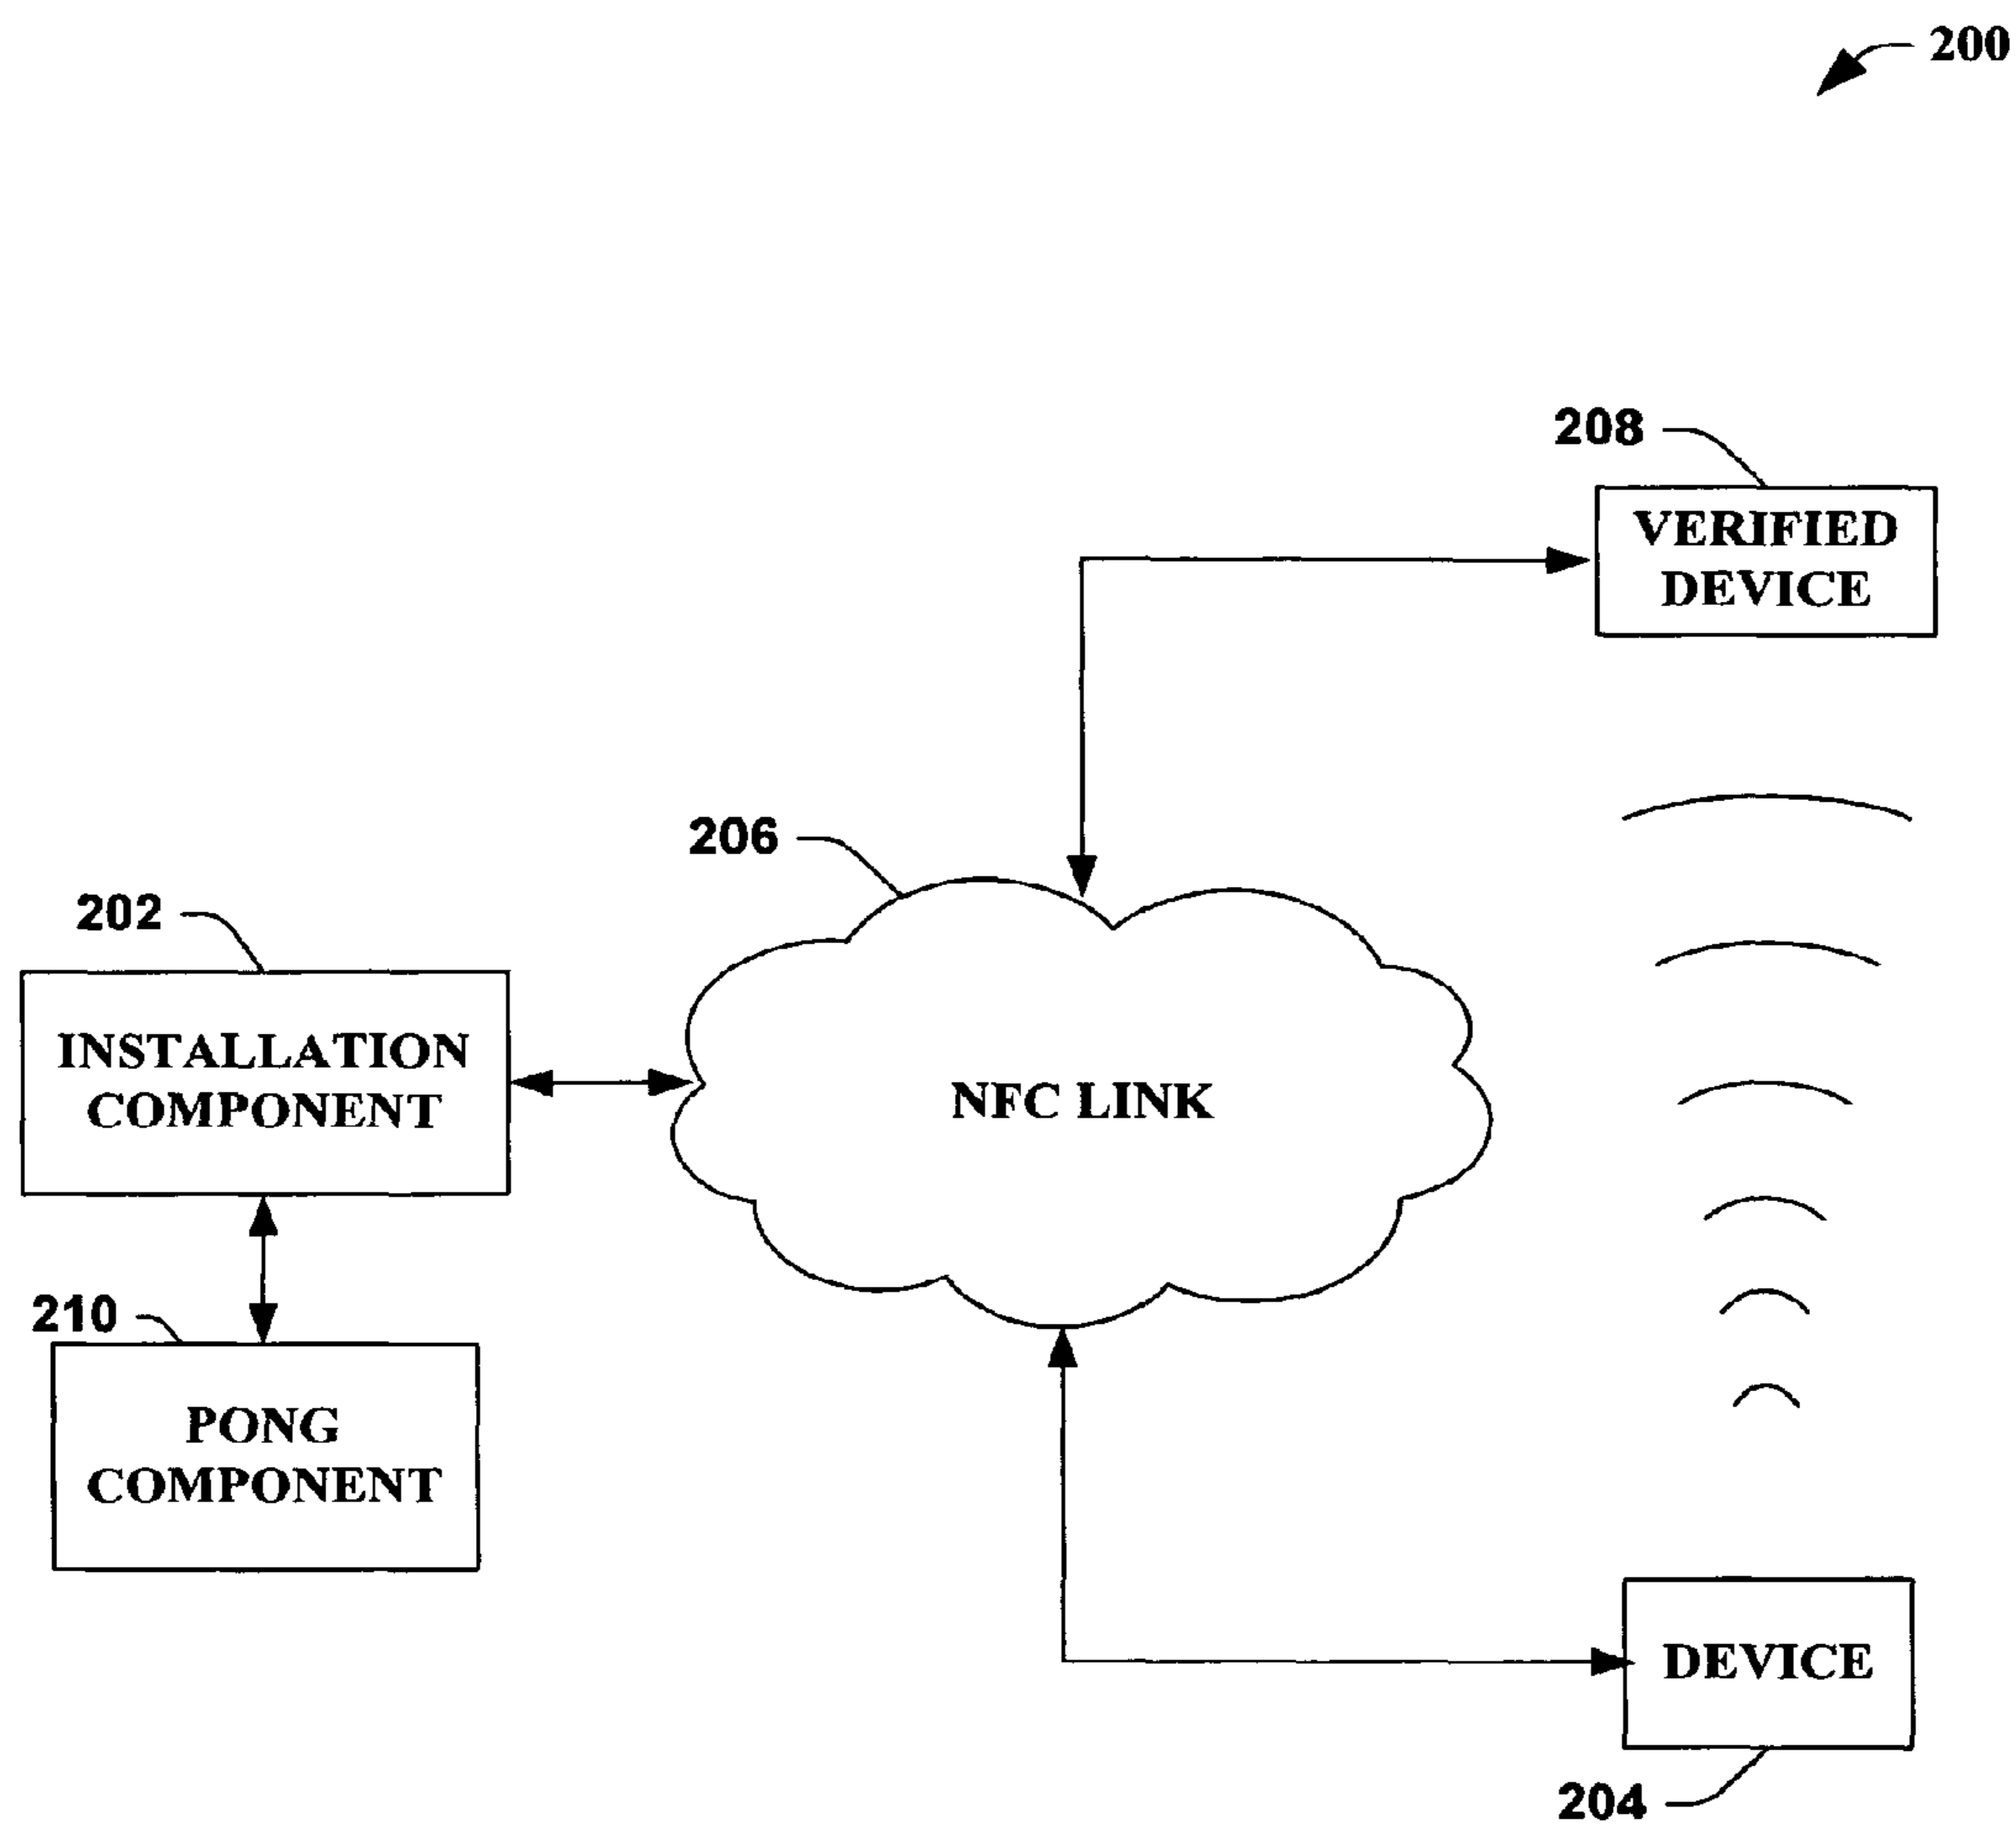 200
208
VERIFIED
DEVICE
206
202
INSTALLATION
COMPONENT
NFC LINK
210
PONG
COMPONENT
DEVICE
204